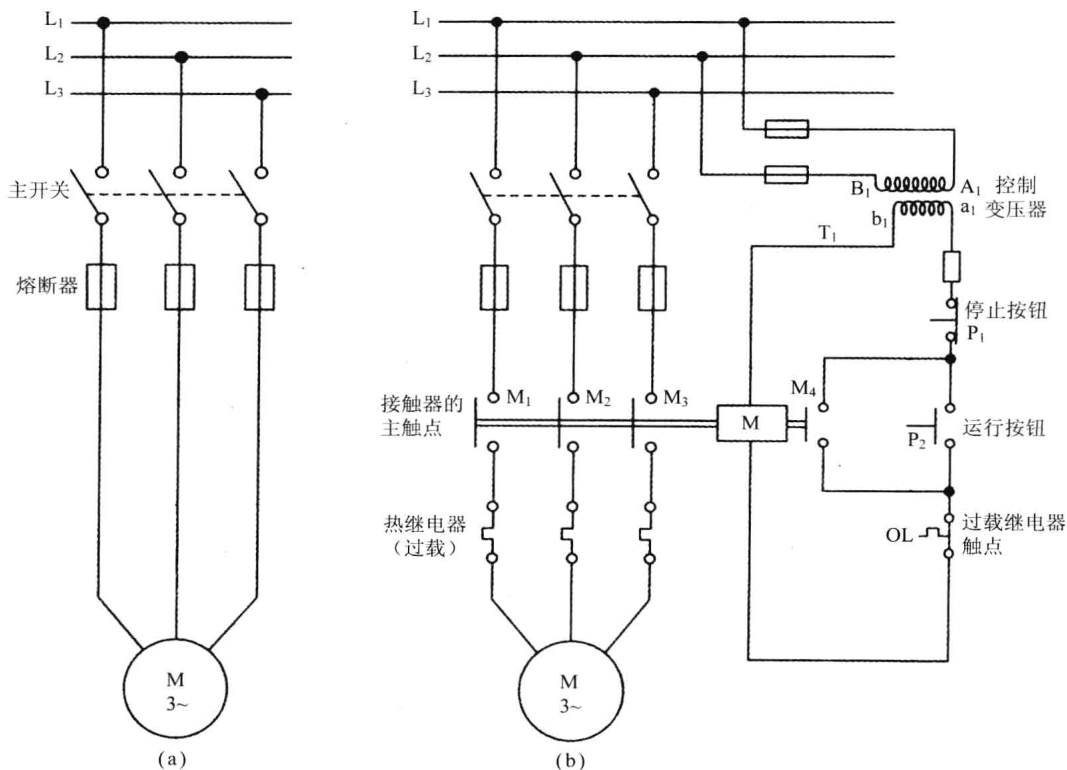 L₁
L₂
L₃
主开关
熔断器
M
3~
(a)
L₁
L₂
L₃
B₁
A₁
控制
变压器
b₁
a₁
T₁
停止按钮
P₁
接触器的
主触点
M₁
M₂
M₃
M
M₄
P₂
运行按钮
热继电器
（过载）
OL
过载继电器
触点
M
3~
(b)